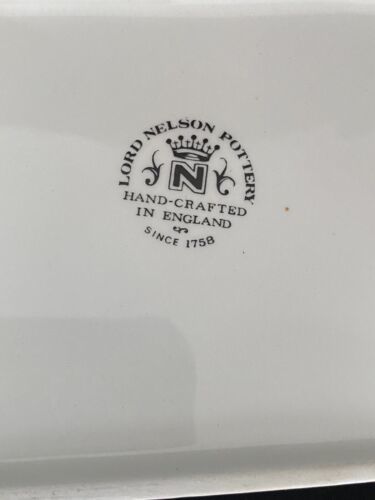 LORD NELSON POTTERY
N
HAND-CRAFTED
IN ENGLAND
SINCE 1758